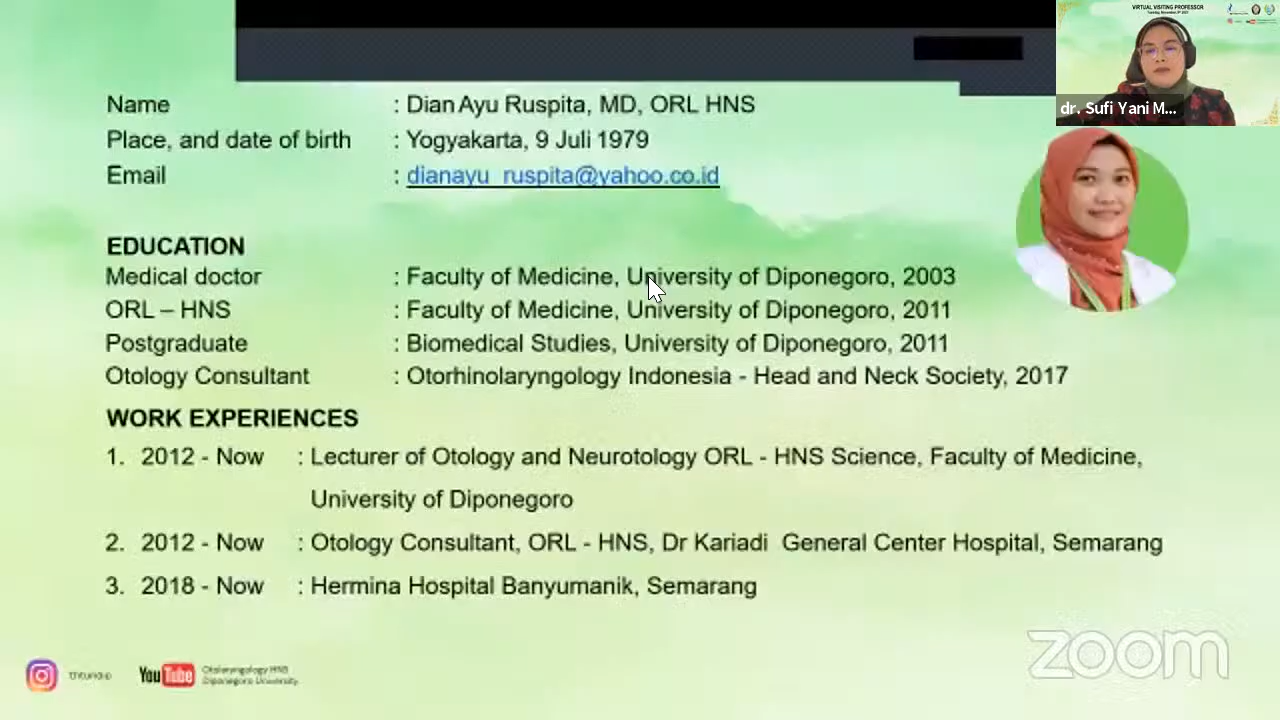 VIRTUAL VISITING PROFESSOR
dr. Sufi Yani M...
Name : Dian Ayu Ruspita, MD, ORL HNS
Place, and date of birth : Yogyakarta, 9 Juli 1979
Email : dianayu_ruspita@yahoo.co.id
EDUCATION
Medical doctor : Faculty of Medicine, University of Diponegoro, 2003
ORL – HNS : Faculty of Medicine, University of Diponegoro, 2011
Postgraduate : Biomedical Studies, University of Diponegoro, 2011
Otology Consultant : Otorhinolaryngology Indonesia - Head and Neck Society, 2017
WORK EXPERIENCES
1. 2012 - Now : Lecturer of Otology and Neurotology ORL - HNS Science, Faculty of Medicine,
University of Diponegoro
2. 2012 - Now : Otology Consultant, ORL - HNS, Dr Kariadi General Center Hospital, Semarang
3. 2018 - Now : Hermina Hospital Banyumanik, Semarang
YouTube
Otolaryngology HNS
Diponegoro University
zoom